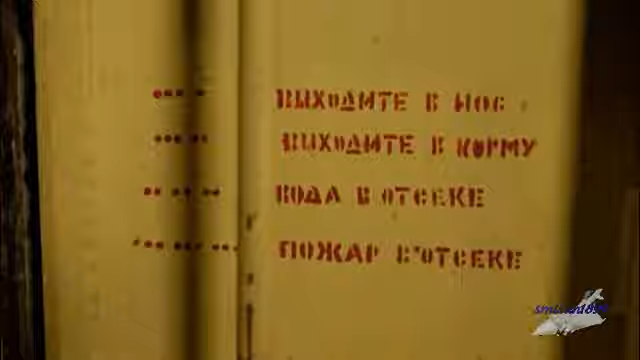 •••  • ВЫХОДИТЕ В НОС
••• •• ВЫХОДИТЕ В КОРМУ
•• •• •• ВОДА В ОТСЕКЕ
••• ••• ••• ПОЖАР В ОТСЕКЕ